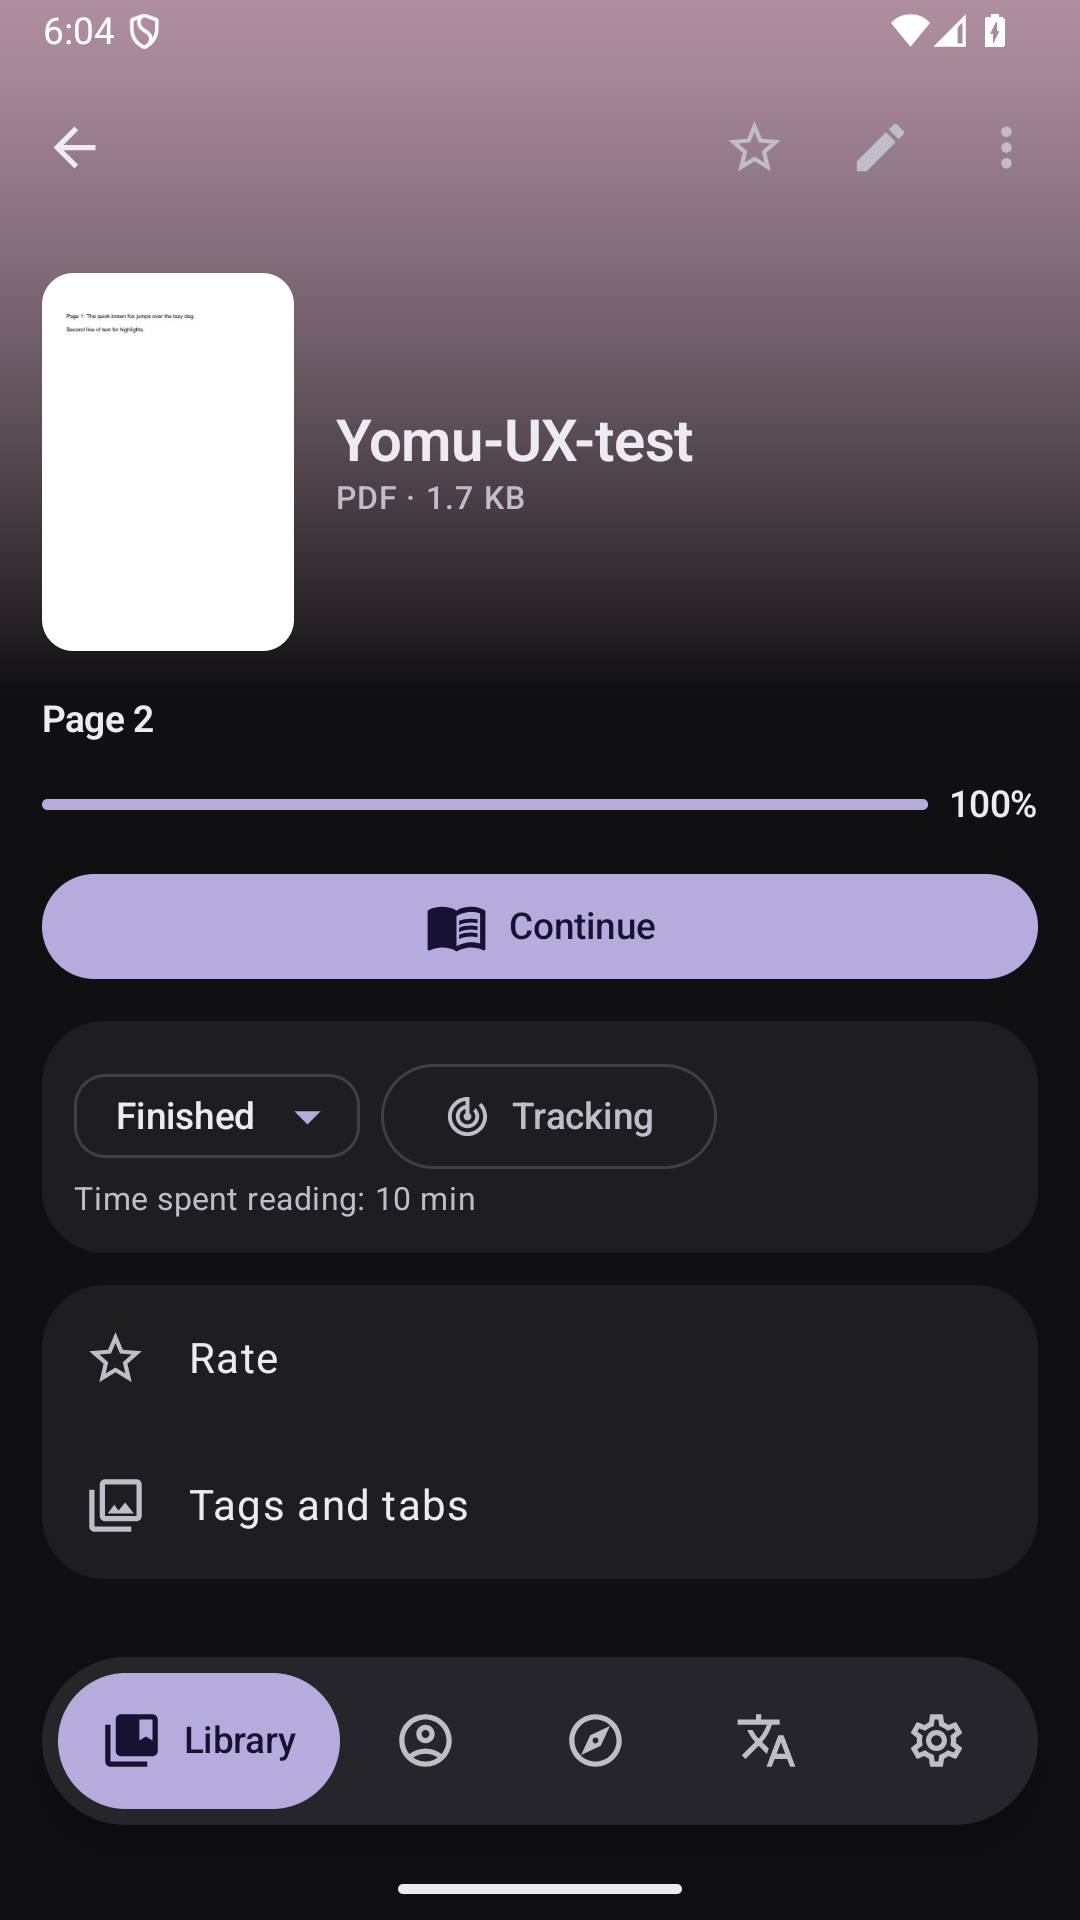 6:04
Page 1: The quick brown fox jumps over the lazy dog.
Second line of text for highlights.
Yomu-UX-test
PDF · 1.7 KB
Page 2
100%
Continue
Finished
Tracking
Time spent reading: 10 min
Rate
Tags and tabs
Library